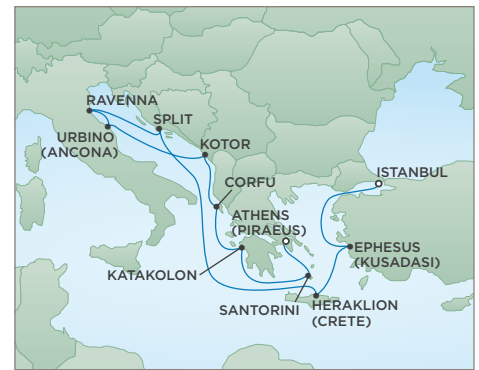 RAVENNA
SPLIT
URBINO
(ANCONA)
KOTOR
ISTANBUL
CORFU
ATHENS
(PIRAEUS)
EPHESUS
(KUSADASI)
KATAKOLON
SANTORINI
HERAKLION
(CRETE)